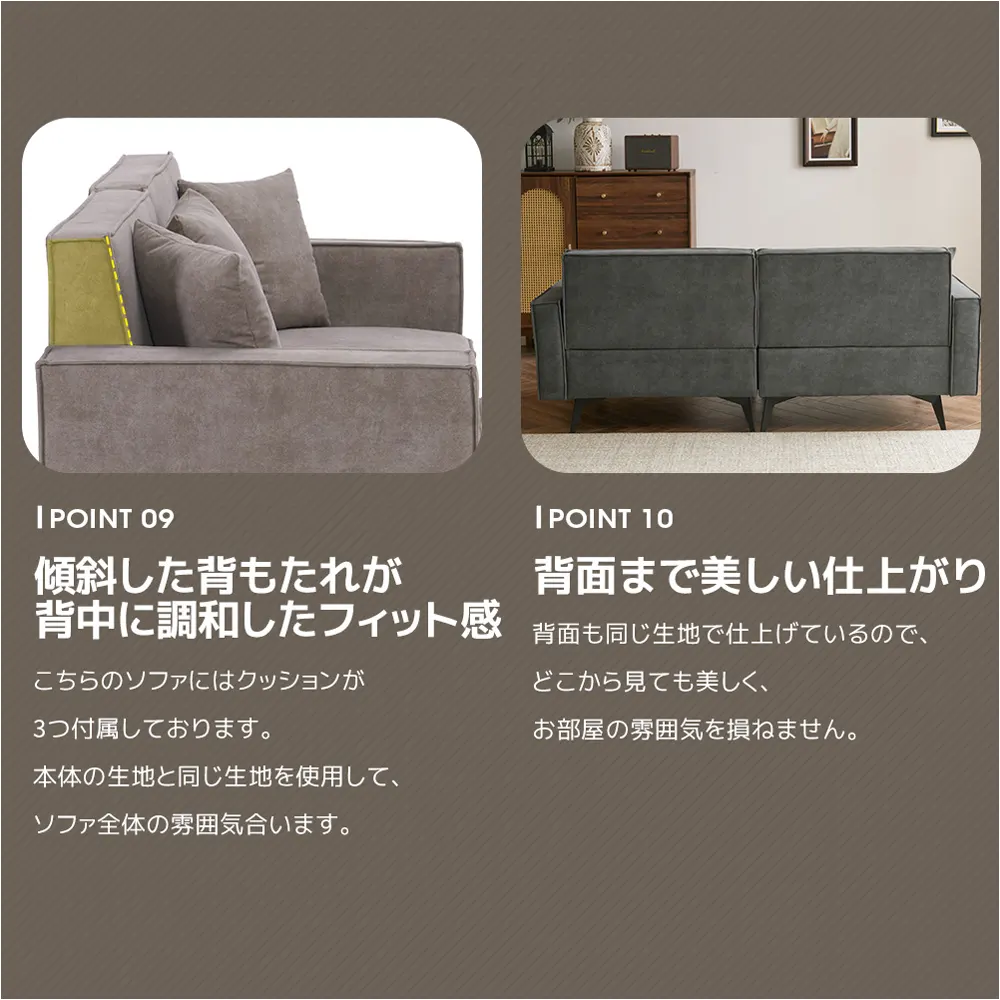 POINT 09
傾斜した背もたれが
背中に調和したフィット感
こちらのソファにはクッションが
3つ付属しております。
本体の生地と同じ生地を使用して、
ソファ全体の雰囲気合います。
POINT 10
背面まで美しい仕上がり
背面も同じ生地で仕上げているので、
どこから見ても美しく、
お部屋の雰囲気を損ねません。